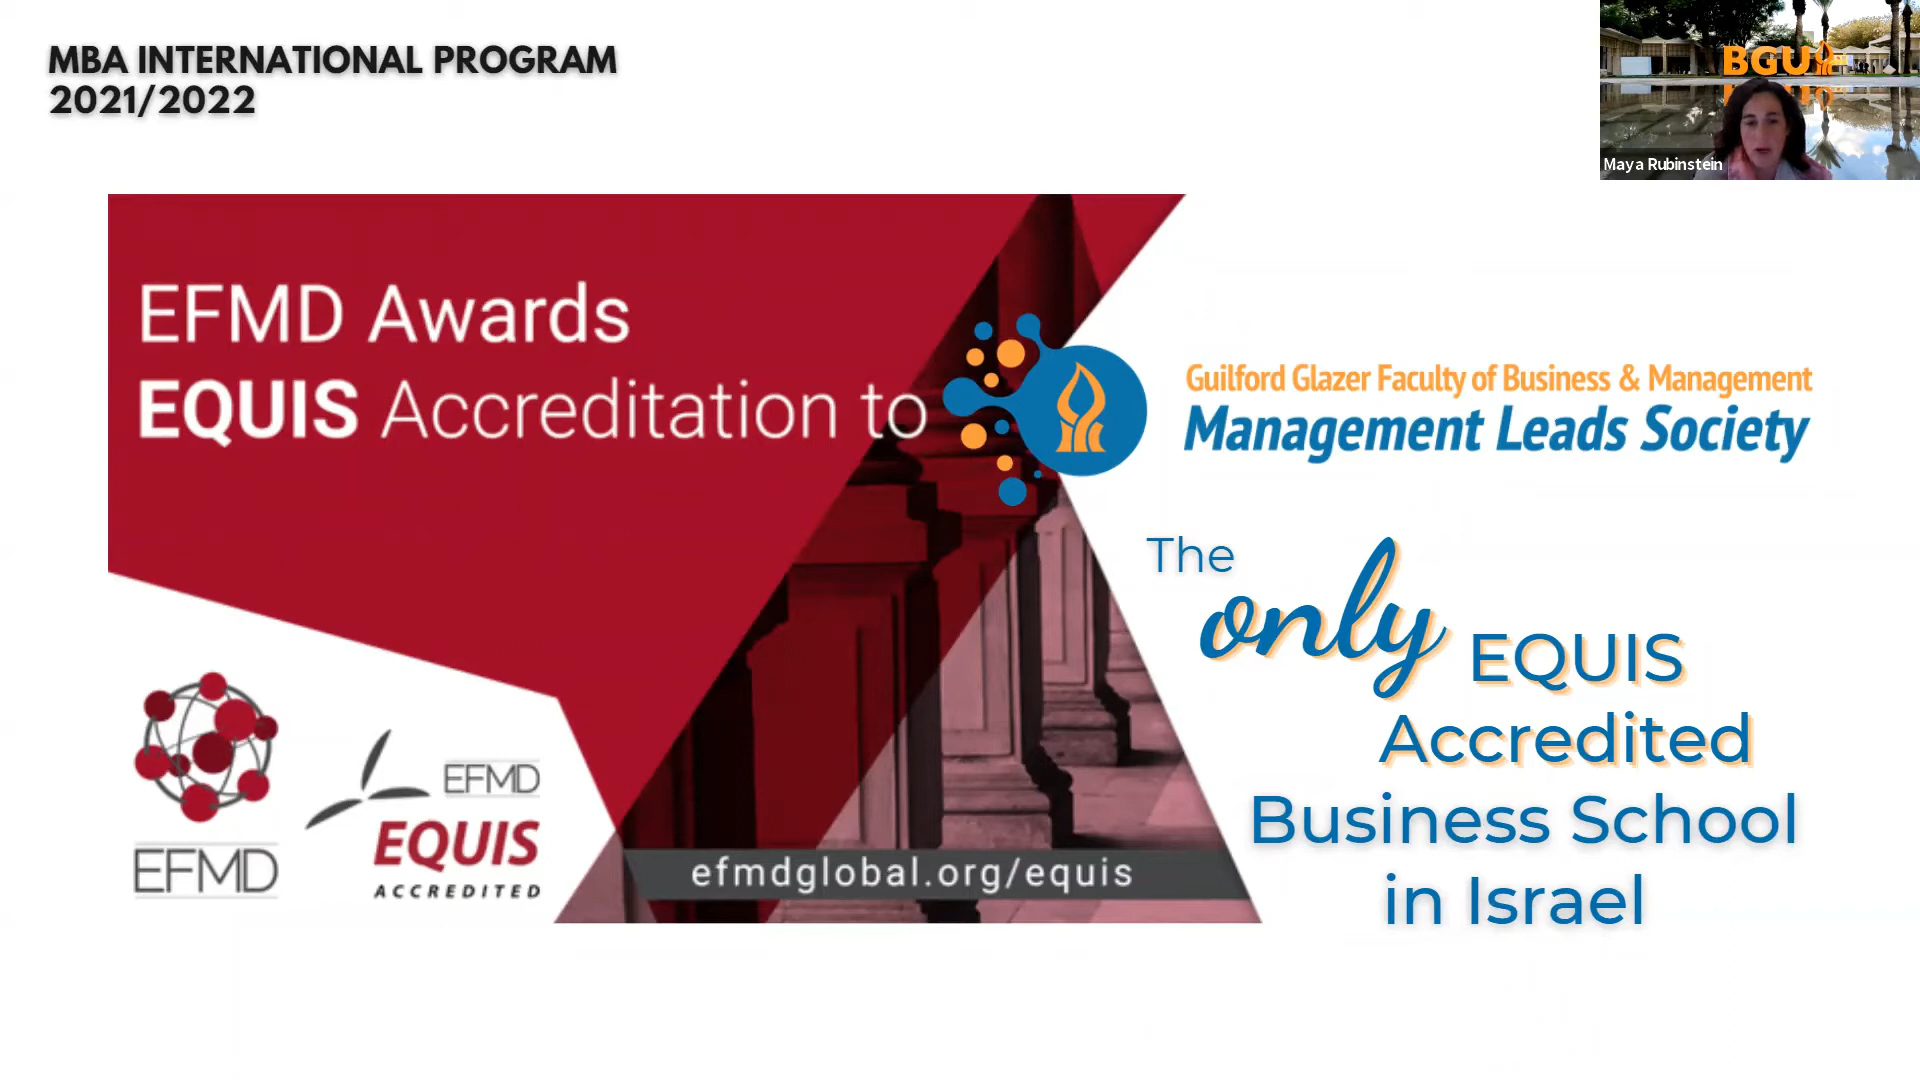 MBA INTERNATIONAL PROGRAM
2021/2022
BGU
Maya Rubinstein
EFMD Awards
EQUIS Accreditation to
Guilford Glazer Faculty of Business & Management
Management Leads Society
The
only
EQUIS
Accredited
Business School
in Israel
EFMD
EFMD
EQUIS
ACCREDITED
efmdglobal.org/equis